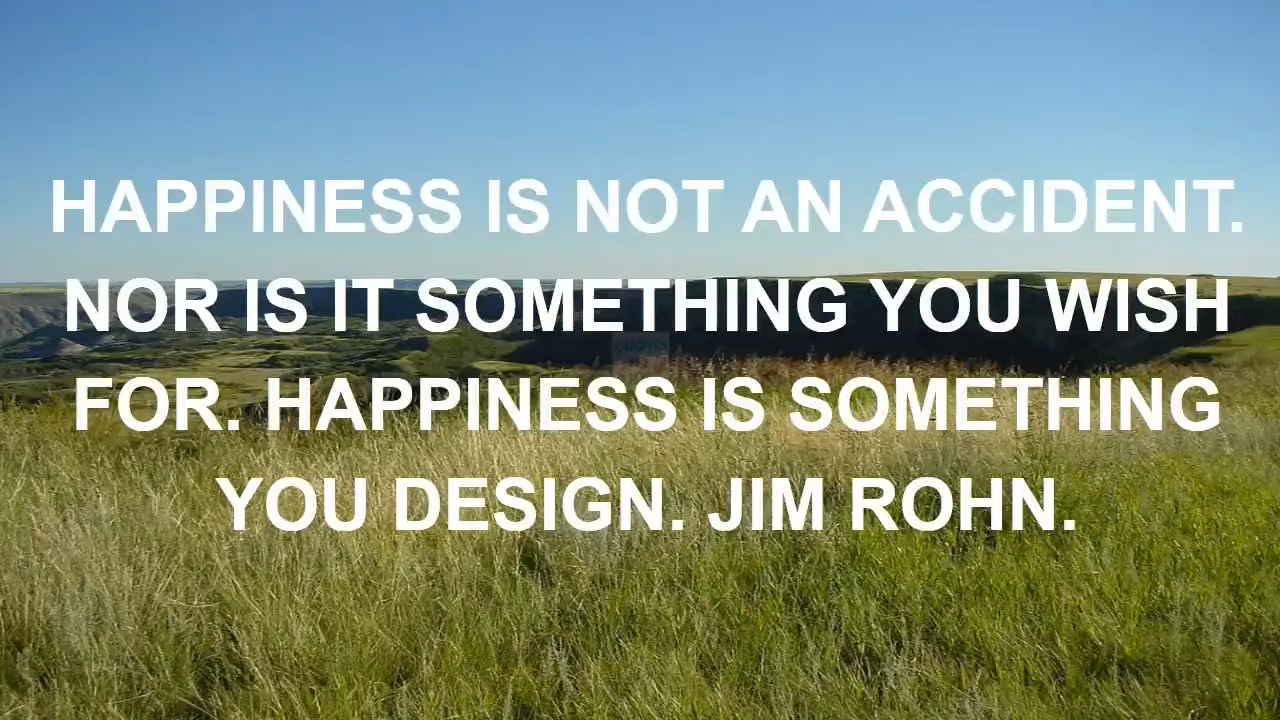 HAPPINESS IS NOT AN ACCIDENT.
NOR IS IT SOMETHING YOU WISH
FOR. HAPPINESS IS SOMETHING
YOU DESIGN. JIM ROHN.